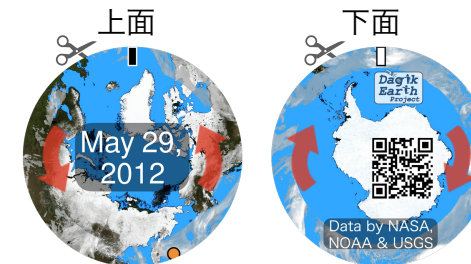 上面
下面
May 29,
2012
Dagik
Earth
Project
Data by NASA,
NOAA & USGS